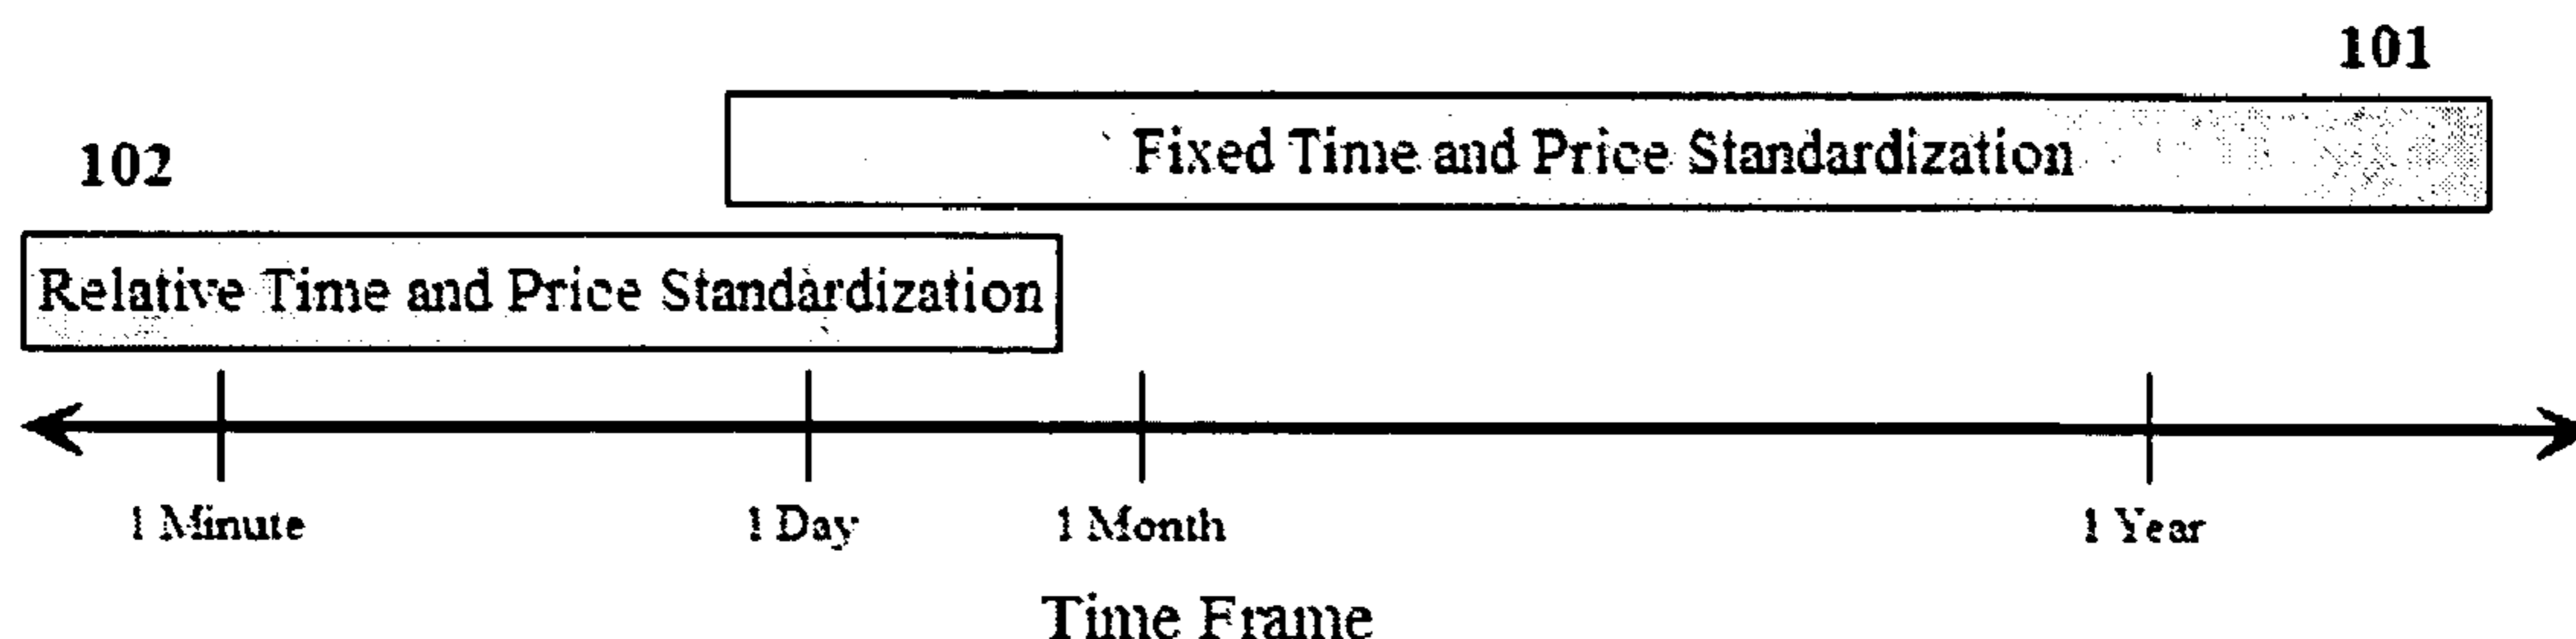 101
Fixed Time and Price Standardization
102
Relative Time and Price Standardization
1 Minute 1 Day 1 Month 1 Year
Time Frame